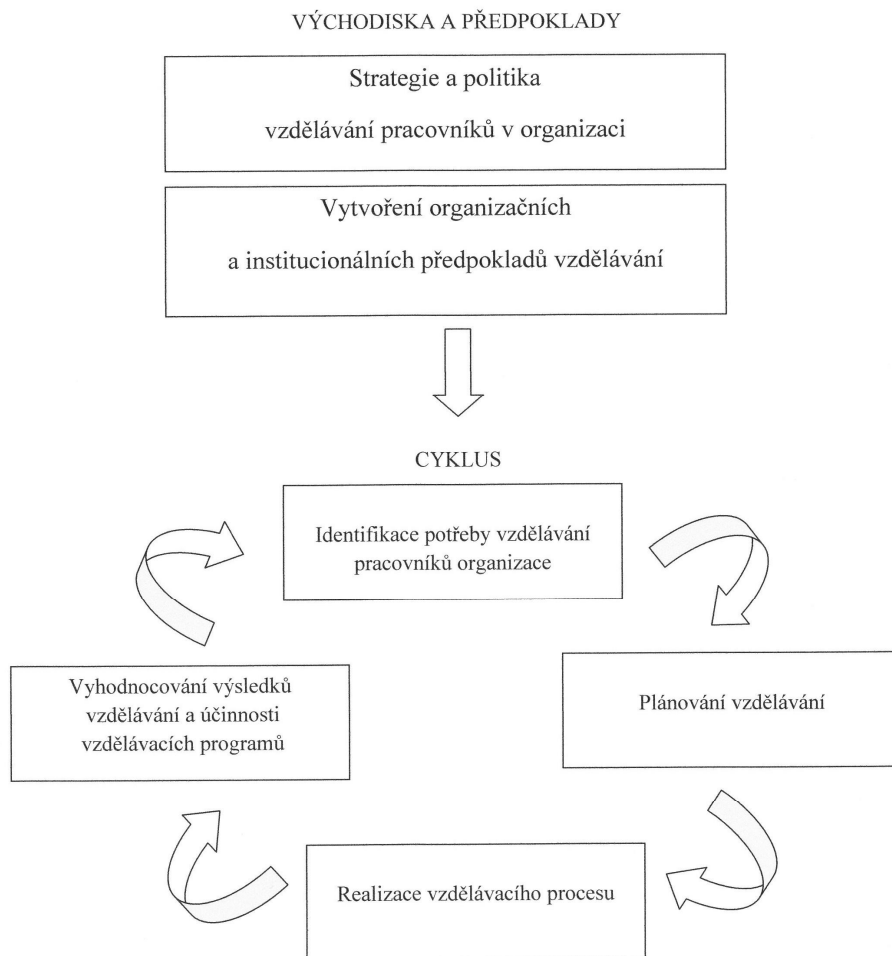 VÝCHODISKA A PŘEDPOKLADY
Strategie a politika
vzdělávání pracovníků v organizaci
Vytvoření organizačních
a institucionálních předpokladů vzdělávání
CYKLUS
Identifikace potřeby vzdělávání
pracovníků organizace
Vyhodnocování výsledků
vzdělávání a účinnosti
vzdělávacích programů
Plánování vzdělávání
Realizace vzdělávacího procesu